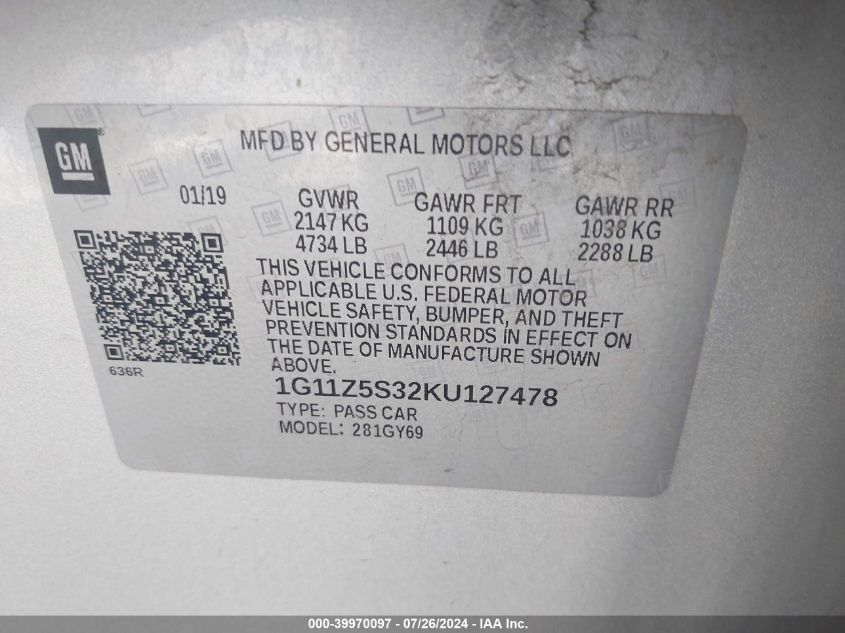 GM
MFD BY GENERAL MOTORS LLC
01/19
GVWR GAWR FRT GAWR RR
2147 KG 1109 KG 1038 KG
4734 LB 2446 LB 2288 LB
THIS VEHICLE CONFORMS TO ALL
APPLICABLE U.S. FEDERAL MOTOR
VEHICLE SAFETY, BUMPER, AND THEFT
PREVENTION STANDARDS IN EFFECT ON
THE DATE OF MANUFACTURE SHOWN
ABOVE.
636R
1G11Z5S32KU127478
TYPE: PASS CAR
MODEL: 281GY69
000-39970097 - 07/26/2024 - IAA Inc.